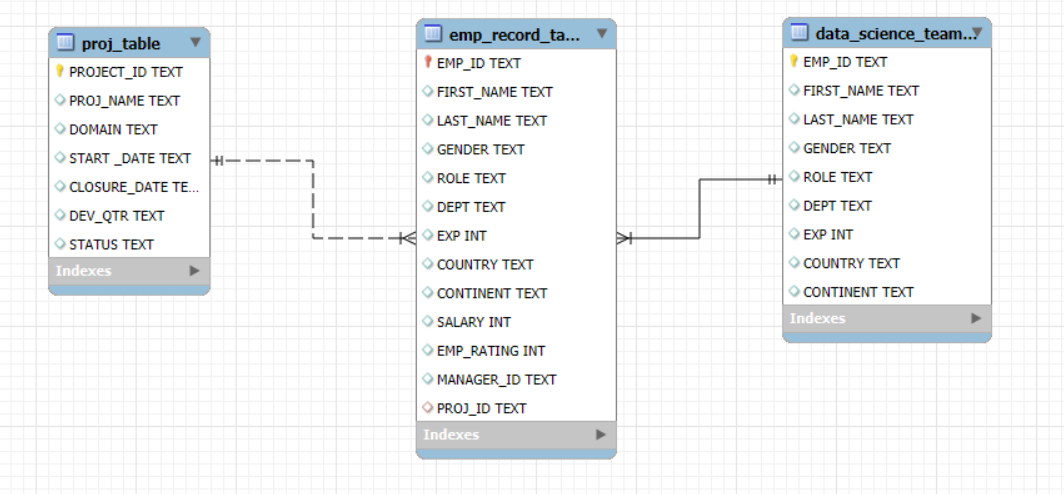 proj_table
PROJECT_ID TEXT
PROJ_NAME TEXT
DOMAIN TEXT
START _DATE TEXT
CLOSURE_DATE TE...
DEV_QTR TEXT
STATUS TEXT
Indexes
emp_record_ta...
EMP_ID TEXT
FIRST_NAME TEXT
LAST_NAME TEXT
GENDER TEXT
ROLE TEXT
DEPT TEXT
EXP INT
COUNTRY TEXT
CONTINENT TEXT
SALARY INT
EMP_RATING INT
MANAGER_ID TEXT
PROJ_ID TEXT
Indexes
data_science_team...
EMP_ID TEXT
FIRST_NAME TEXT
LAST_NAME TEXT
GENDER TEXT
ROLE TEXT
DEPT TEXT
EXP INT
COUNTRY TEXT
CONTINENT TEXT
Indexes